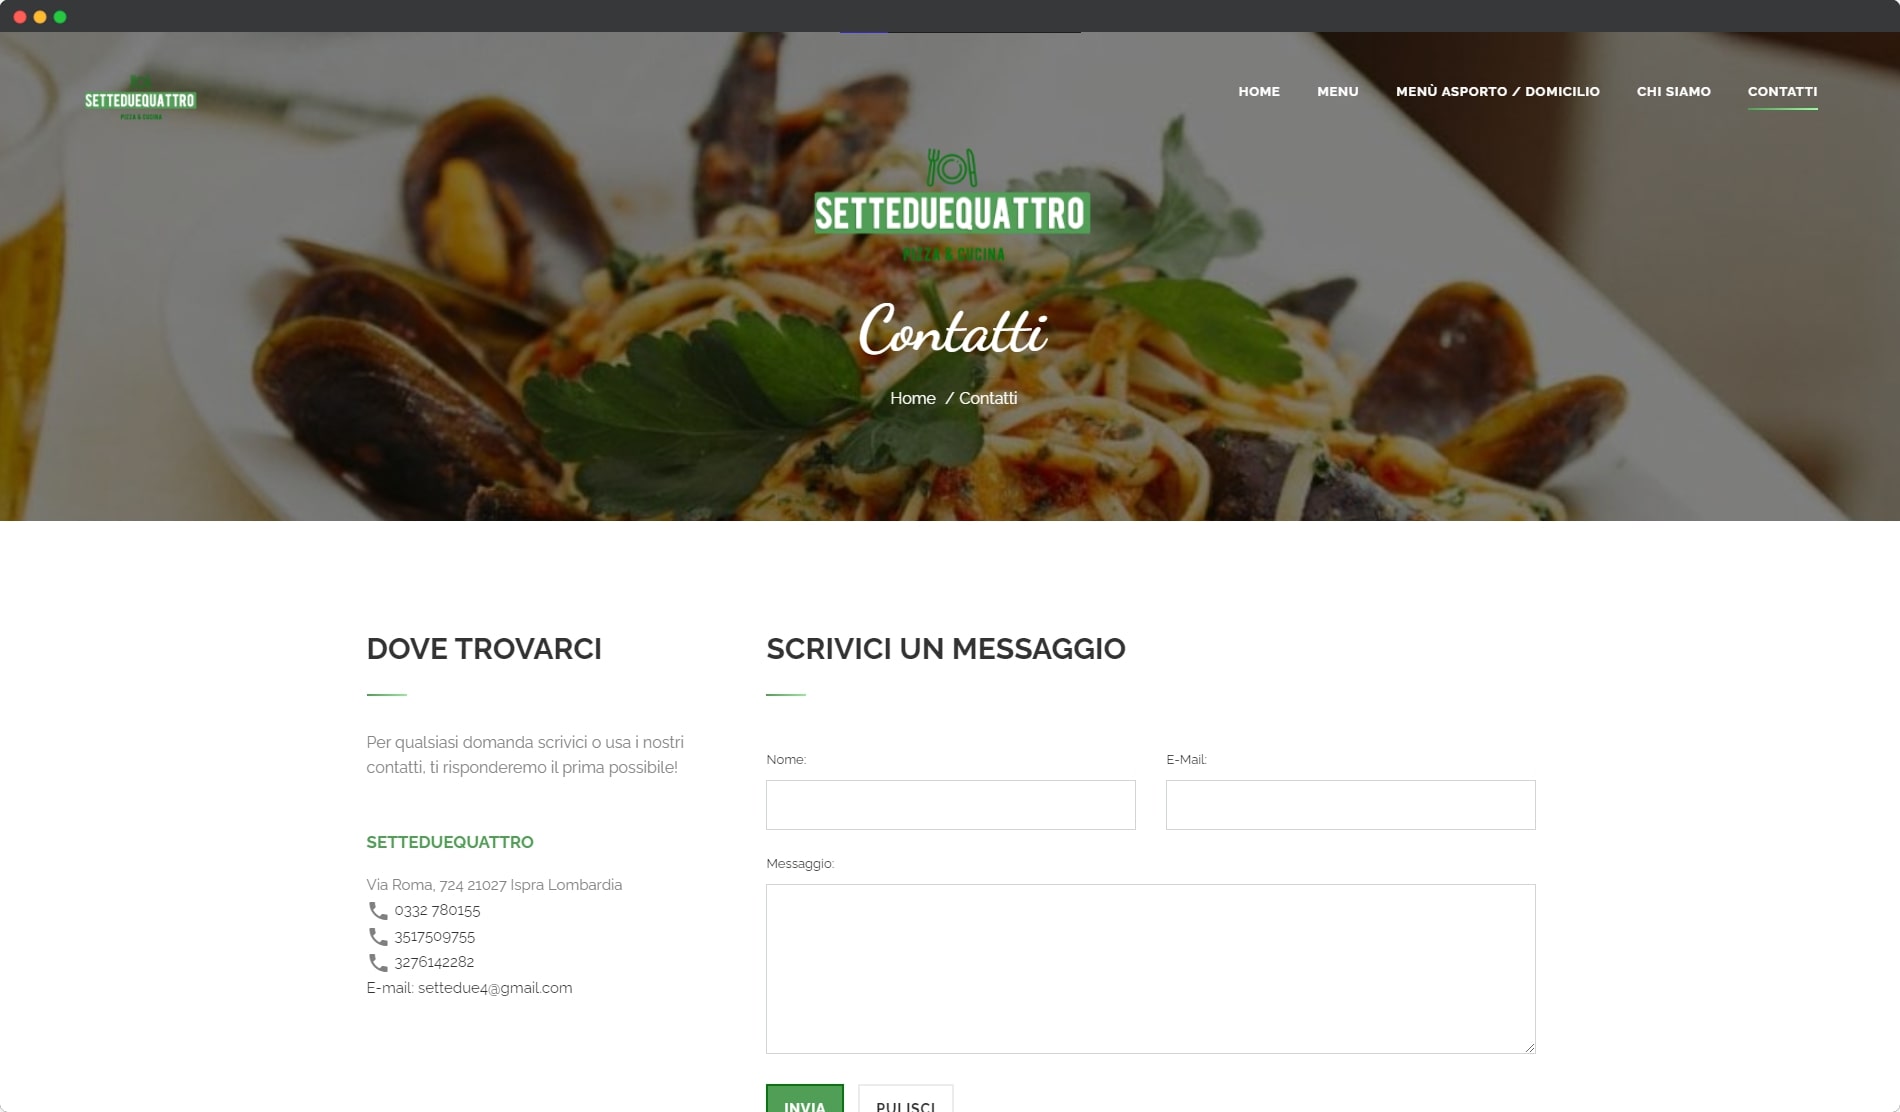 SETTEDUEQUATTRO
PIZZA & CUCINA
HOME
MENU
MENÙ ASPORTO / DOMICILIO
CHI SIAMO
CONTATTI
SETTEDUEQUATTRO
PIZZA & CUCINA
Contatti
Home / Contatti
DOVE TROVARCI
Per qualsiasi domanda scrivici o usa i nostri
contatti, ti risponderemo il prima possibile!
SETTEDUEQUATTRO
Via Roma, 724 21027 Ispra Lombardia
0332 780155
3517509755
3276142282
E-mail: settedue4@gmail.com
SCRIVICI UN MESSAGGIO
Nome:
E-Mail:
Messaggio:
INVIA
PULISCI